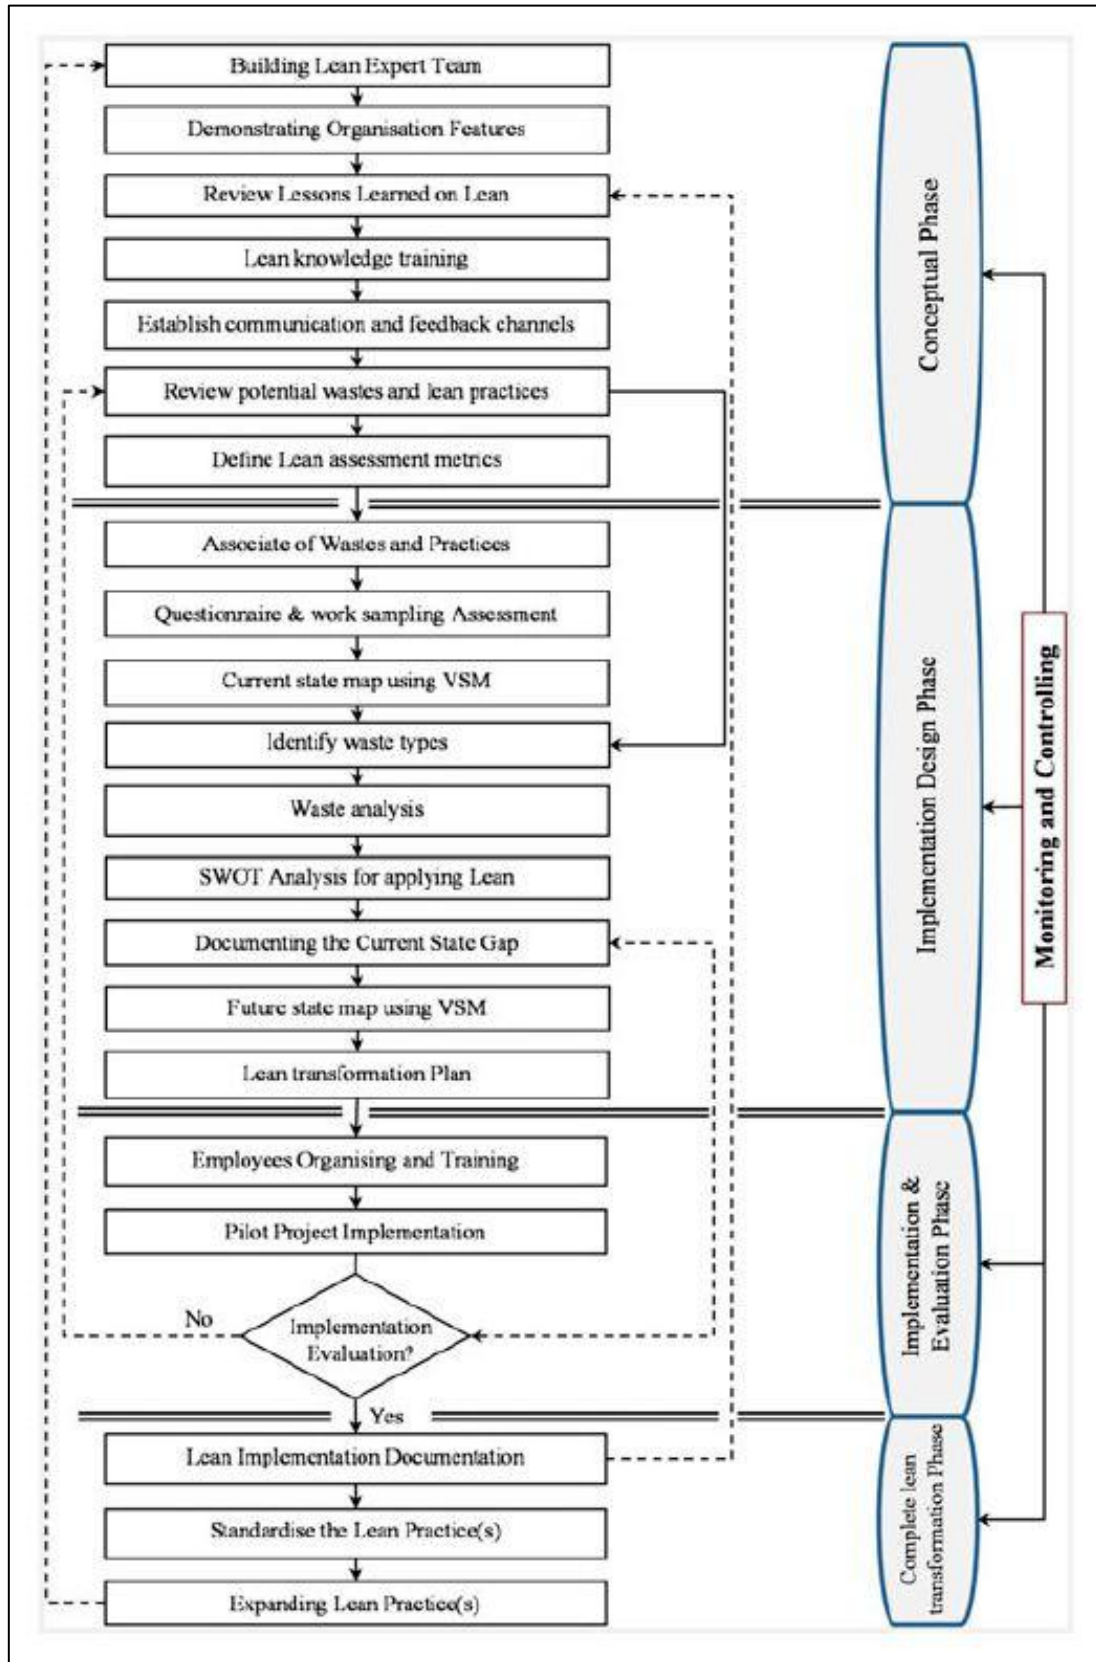 Building Lean Expert Team
Demonstrating Organisation Features
Review Lessons Learned on Lean
Lean knowledge training
Establish communication and feedback channels
Review potential wastes and lean practices
Define Lean assessment metrics
Associate of Wastes and Practices
Questionnaire & work sampling Assessment
Current state map using VSM
Identify waste types
Waste analysis
SWOT Analysis for applying Lean
Documenting the Current State Gap
Future state map using VSM
Lean transformation Plan
Employees Organising and Training
Pilot Project Implementation
No
Implementation
Evaluation?
Yes
Lean Implementation Documentation
Standardise the Lean Practice(s)
Expanding Lean Practice(s)
Conceptual Phase
Implementation Design Phase
Implementation &
Evaluation Phase
Complete lean
transformation Phase
Monitoring and Controlling